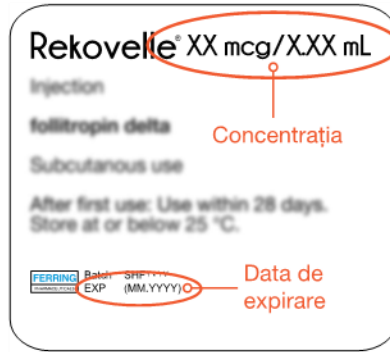 Rekovelle® XX mcg/X.XX mL
Injection
follitropin delta
Concentrația
Subcutanous use
After first use: Use within 28 days.
Store at or below 25 °C.
FERRING
PHARMACEUTICALS
Batch
EXP (MM.YYYY)
Data de
expirare